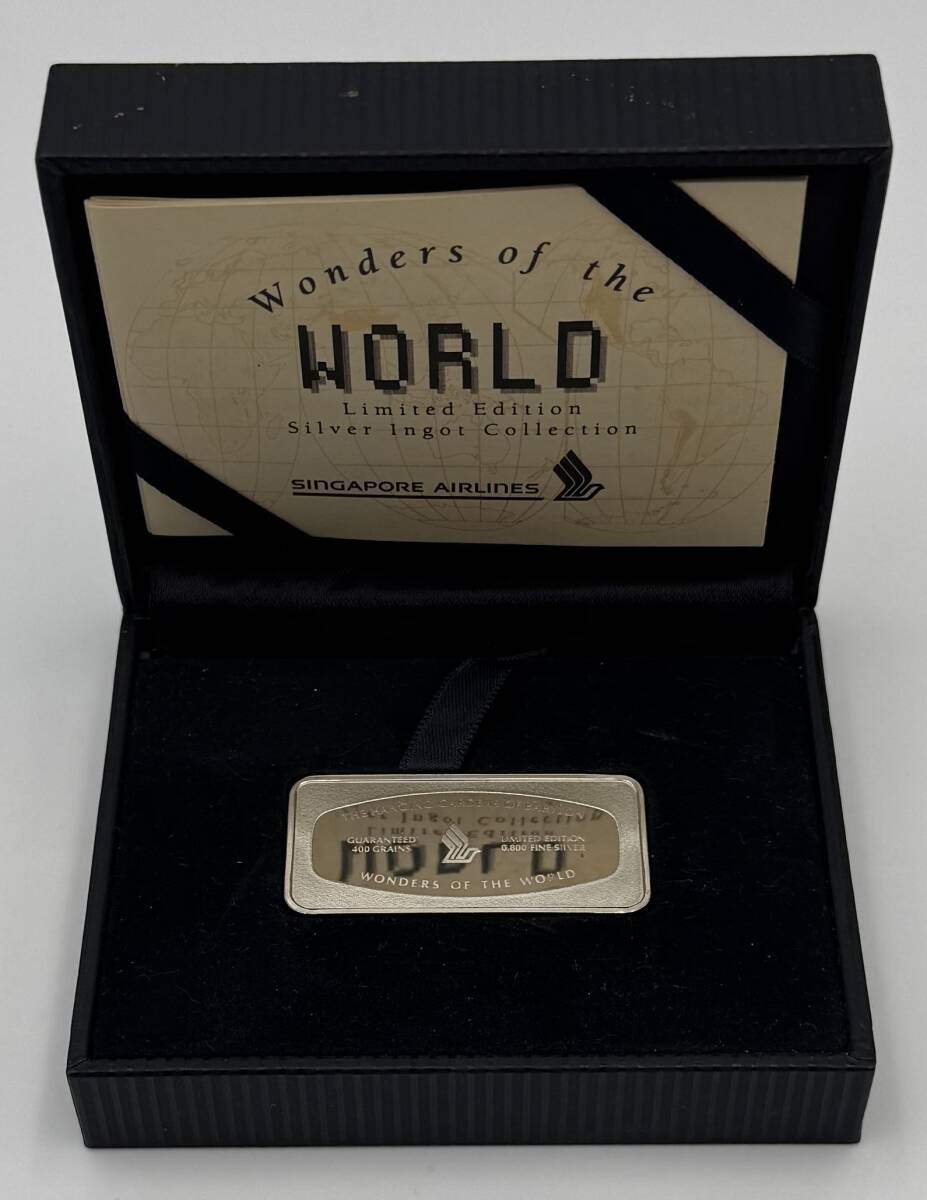 Wonders of the
WORLD
Limited Edition
Silver Ingot Collection
SINGAPORE AIRLINES
THE HANGING GARDENS OF BABYLON
GUARANTEED
400 GRAINS
LIMITED EDITION
0.800 FINE SILVER
WONDERS OF THE WORLD